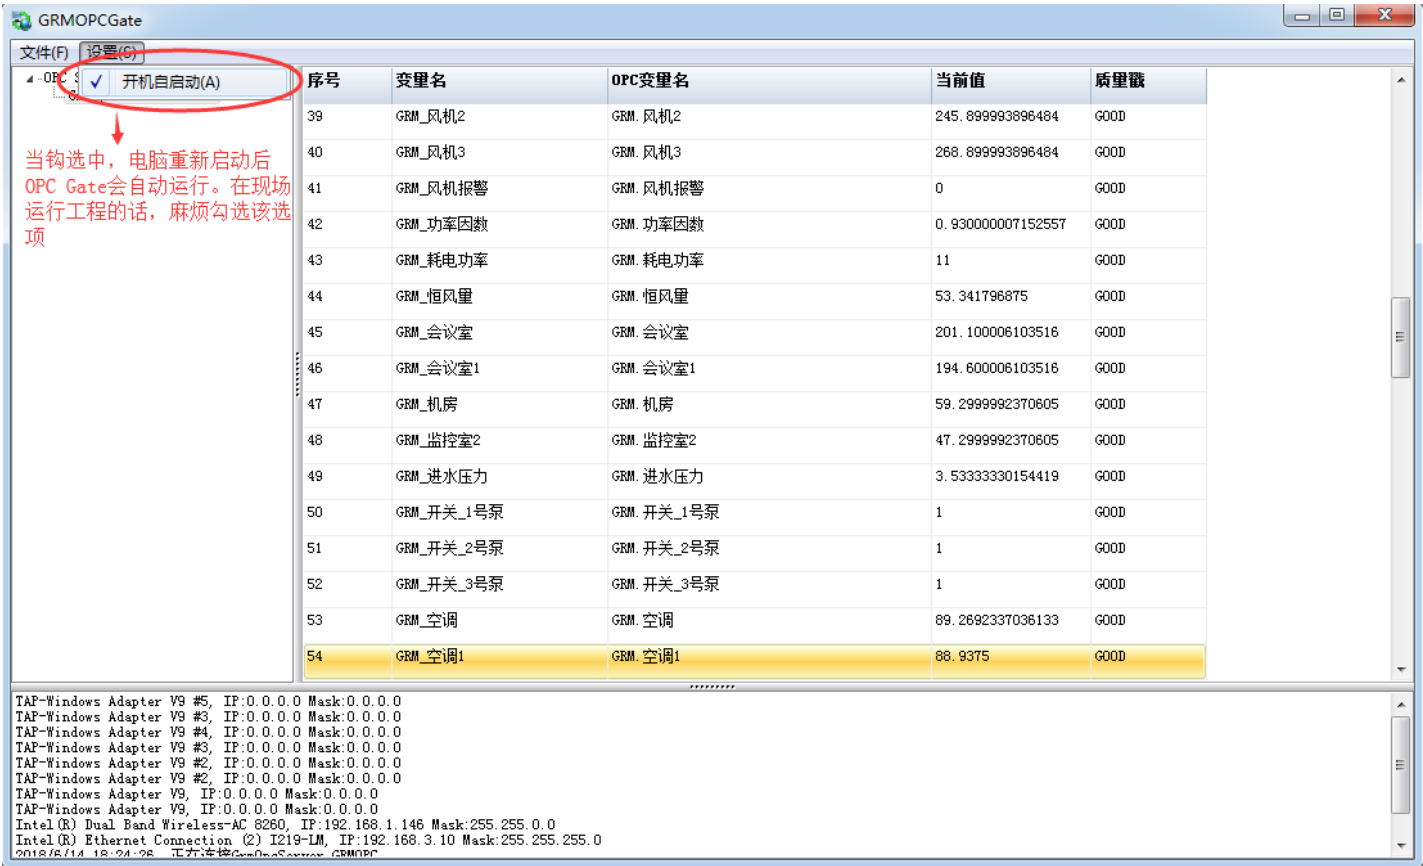 GRMOPCGate
文件(F) 设置(S)
开机自启动(A)
当钩选中，电脑重新启动后
OPC Gate会自动运行。在现场
运行工程的话，麻烦勾选该选
项
序号 变量名 OPC变量名 当前值 质量戳
39 GRM_风机2 GRM.风机2 245.899993896484 GOOD
40 GRM_风机3 GRM.风机3 268.899993896484 GOOD
41 GRM_风机报警 GRM.风机报警 0 GOOD
42 GRM_功率因数 GRM.功率因数 0.930000007152557 GOOD
43 GRM_耗电功率 GRM.耗电功率 11 GOOD
44 GRM_恒风量 GRM.恒风量 53.341796875 GOOD
45 GRM_会议室 GRM.会议室 201.100006103516 GOOD
46 GRM_会议室1 GRM.会议室1 194.600006103516 GOOD
47 GRM_机房 GRM.机房 59.2999992370605 GOOD
48 GRM_监控室2 GRM.监控室2 47.2999992370605 GOOD
49 GRM_进水压力 GRM.进水压力 3.53333330154419 GOOD
50 GRM_开关_1号泵 GRM.开关_1号泵 1 GOOD
51 GRM_开关_2号泵 GRM.开关_2号泵 1 GOOD
52 GRM_开关_3号泵 GRM.开关_3号泵 1 GOOD
53 GRM_空调 GRM.空调 89.2692337036133 GOOD
54 GRM_空调1 GRM.空调1 88.9375 GOOD
TAP-Windows Adapter V9 #5, IP:0.0.0.0 Mask:0.0.0.0
TAP-Windows Adapter V9 #3, IP:0.0.0.0 Mask:0.0.0.0
TAP-Windows Adapter V9 #4, IP:0.0.0.0 Mask:0.0.0.0
TAP-Windows Adapter V9 #3, IP:0.0.0.0 Mask:0.0.0.0
TAP-Windows Adapter V9 #2, IP:0.0.0.0 Mask:0.0.0.0
TAP-Windows Adapter V9 #2, IP:0.0.0.0 Mask:0.0.0.0
TAP-Windows Adapter V9, IP:0.0.0.0 Mask:0.0.0.0
TAP-Windows Adapter V9, IP:0.0.0.0 Mask:0.0.0.0
Intel(R) Dual Band Wireless-AC 8260, IP:192.168.1.146 Mask:255.255.0.0
Intel(R) Ethernet Connection (2) I219-LM, IP:192.168.3.10 Mask:255.255.255.0
2018/6/14 18:24:26 正在连接GrmOpcServer GRMOPC